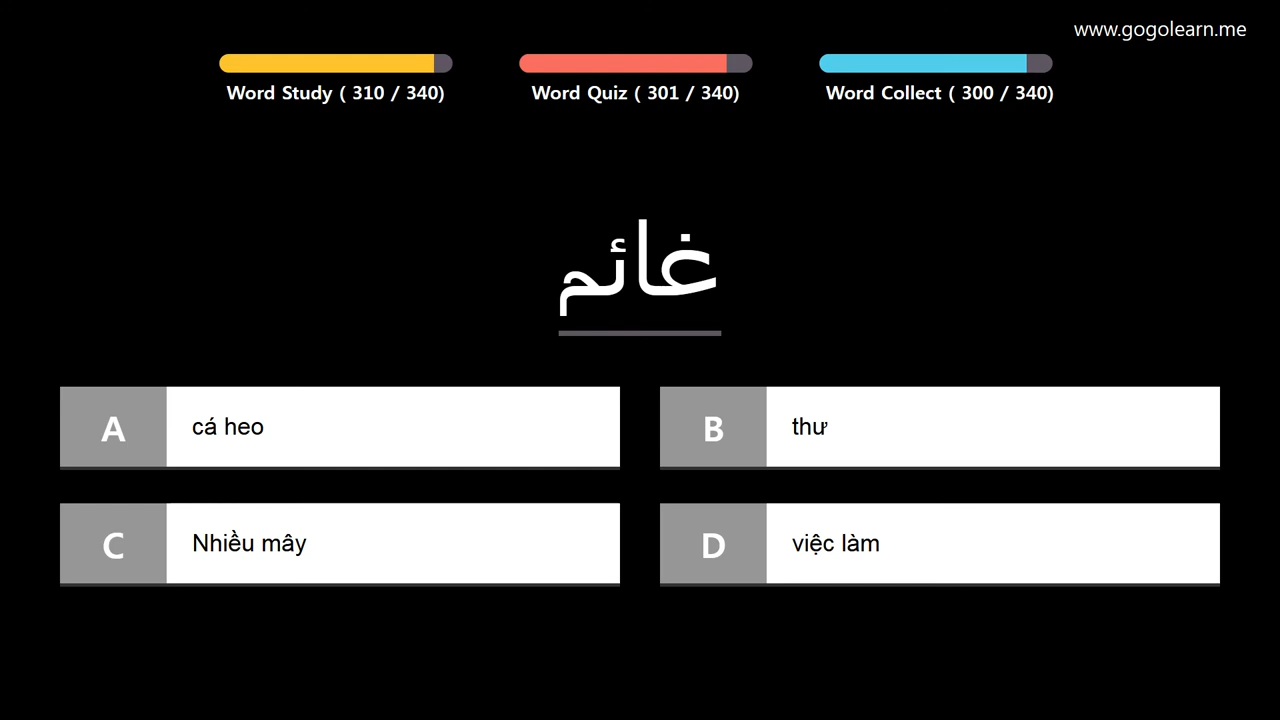 www.gogolearn.me
Word Study ( 310 / 340)
Word Quiz ( 301 / 340)
Word Collect ( 300 / 340)
غائم
A
cá heo
B
thư
C
Nhiều mây
D
việc làm